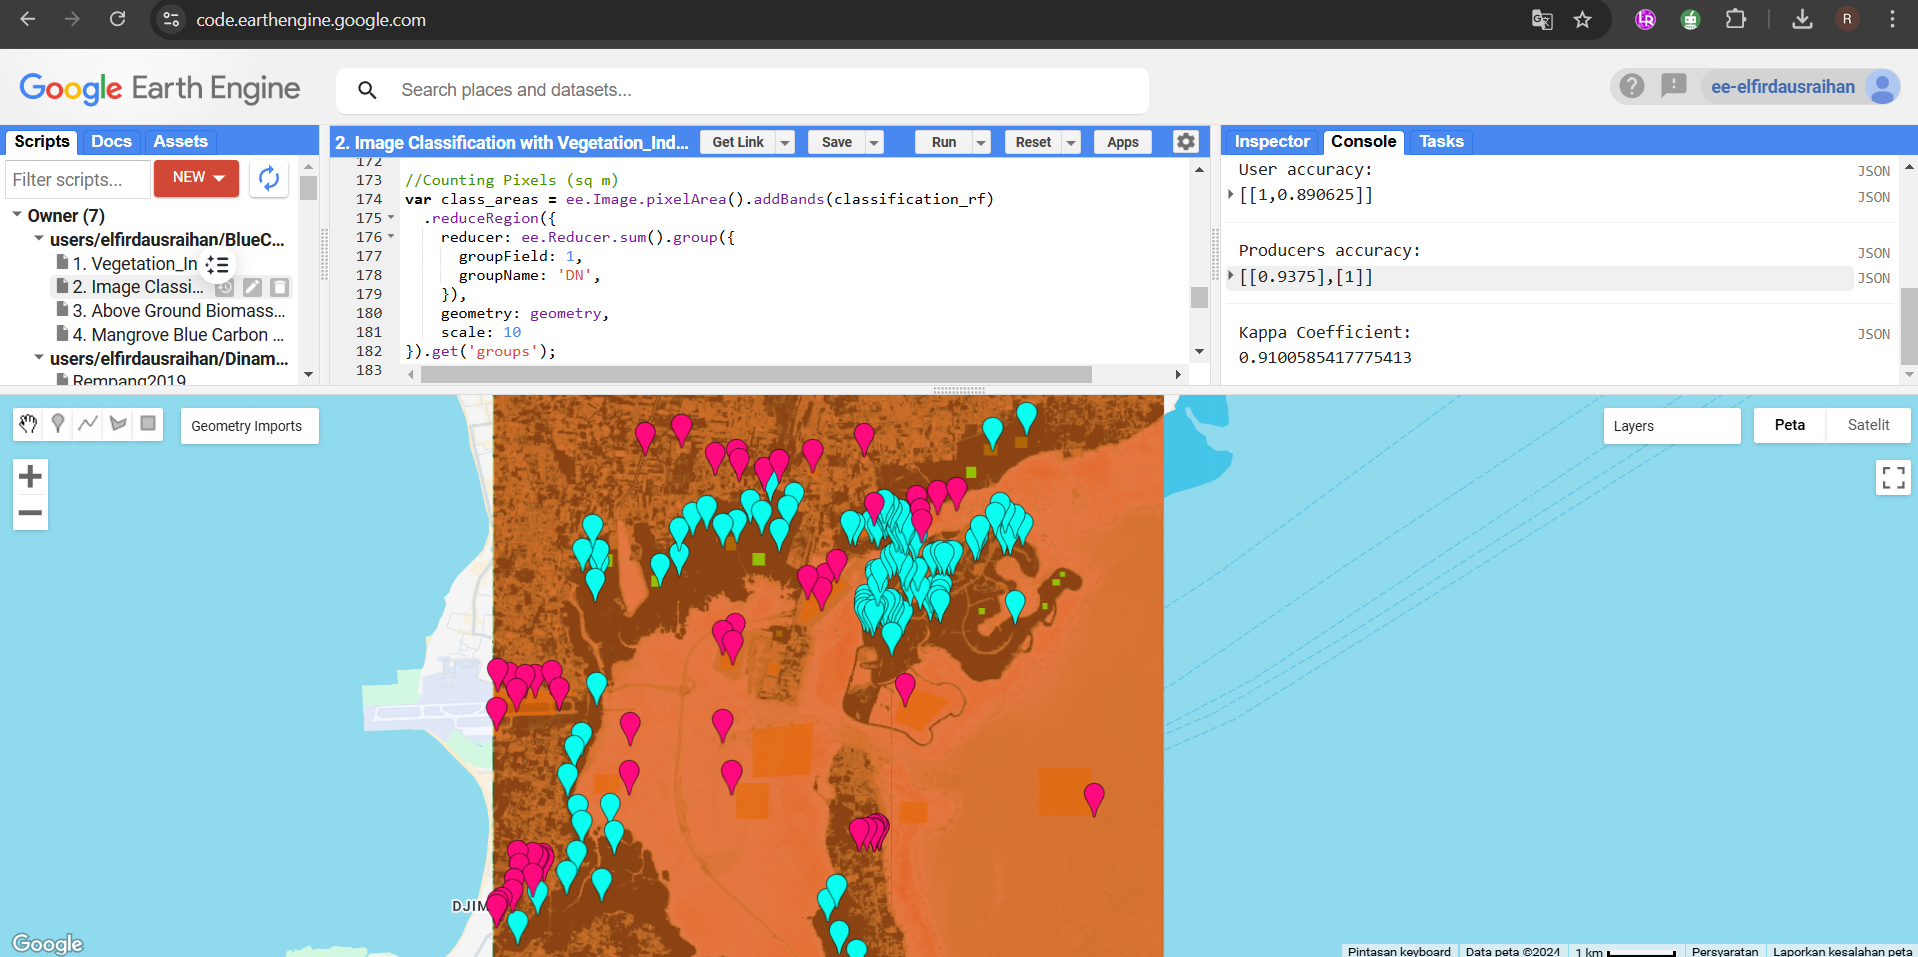 code.earthengine.google.com
R
Google Earth Engine
Search places and datasets...
ee-elfirdausraihan
Scripts Docs Assets
Filter scripts...
NEW
Owner (7)
users/elfirdausraihan/BlueC...
1. Vegetation_In
2. Image Classi...
3. Above Ground Biomass...
4. Mangrove Blue Carbon ...
users/elfirdausraihan/Dinam...
Rempang2019
2. Image Classification with Vegetation_Ind...
Get Link Save Run Reset Apps
172
173 //Counting Pixels (sq m)
174 var class_areas = ee.Image.pixelArea().addBands(classification_rf)
175 .reduceRegion({
176 reducer: ee.Reducer.sum().group({
177 groupField: 1,
178 groupName: 'DN',
179 }),
180 geometry: geometry,
181 scale: 10
182 }).get('groups');
183
Inspector Console Tasks
User accuracy: JSON
[[1,0.890625]] JSON
Producers accuracy: JSON
[[0.9375],[1]] JSON
Kappa Coefficient: JSON
0.9100585417775413
Geometry Imports
Layers
Peta Satelit
DJIM
Google
Pintasan keyboard Data peta ©2024 1 km Persyaratan Laporkan kesalahan peta